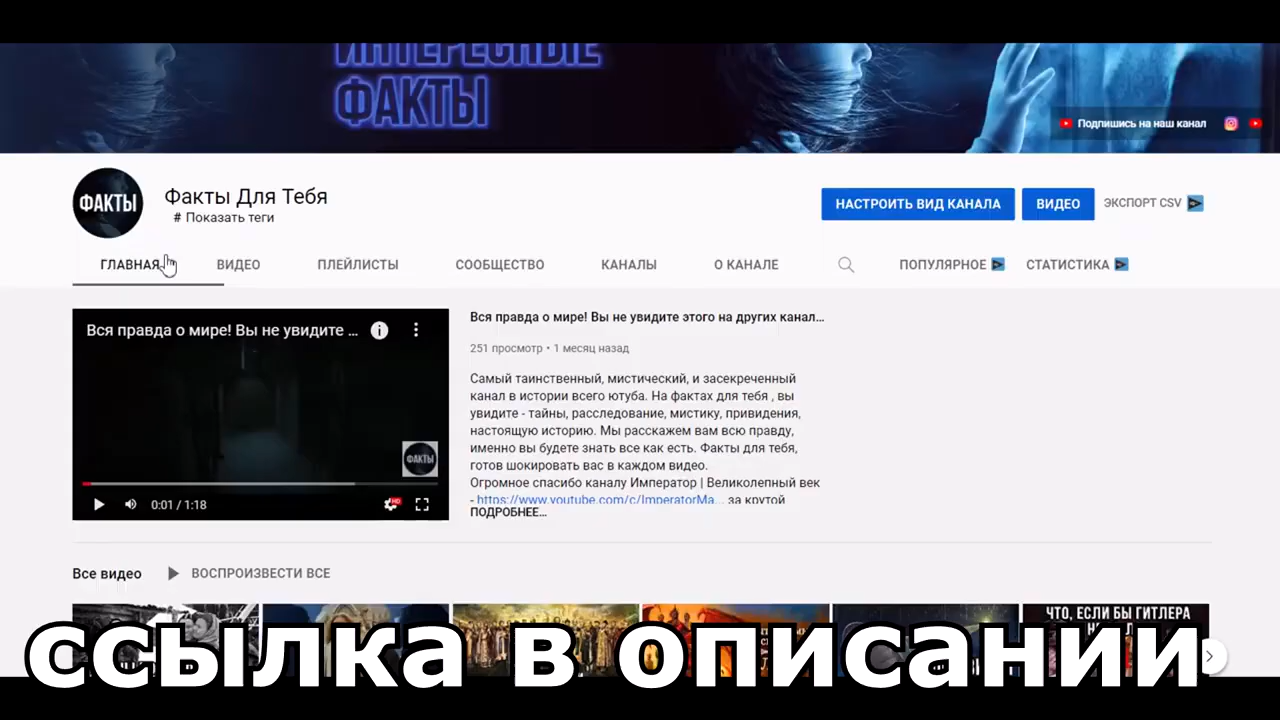 ИНТЕРЕСНЫЕ
ФАКТЫ
Подпишись на наш канал
ФАКТЫ
Факты Для Тебя
# Показать теги
НАСТРОИТЬ ВИД КАНАЛА
ВИДЕО
ЭКСПОРТ CSV
ГЛАВНАЯ
ВИДЕО
ПЛЕЙЛИСТЫ
СООБЩЕСТВО
КАНАЛЫ
О КАНАЛЕ
ПОПУЛЯРНОЕ
СТАТИСТИКА
Вся правда о мире! Вы не увидите ...
ФАКТЫ
0:01 / 1:18
HD
Вся правда о мире! Вы не увидите этого на других канал...
251 просмотр • 1 месяц назад
Самый таинственный, мистический, и засекреченный
канал в истории всего ютуба. На фактах для тебя , вы
увидите - тайны, расследование, мистику, привидения,
настоящую историю. Мы расскажем вам всю правду,
именно вы будете знать все как есть. Факты для тебя,
готов шокировать вас в каждом видео.
Огромное спасибо каналу Император | Великолепный век
- https://www.youtube.com/c/ImperatorMa... за крутой
ПОДРОБНЕЕ...
Все видео
ВОСПРОИЗВЕСТИ ВСЕ
ЧТО, ЕСЛИ БЫ ГИТЛЕРА
ссылка в описании